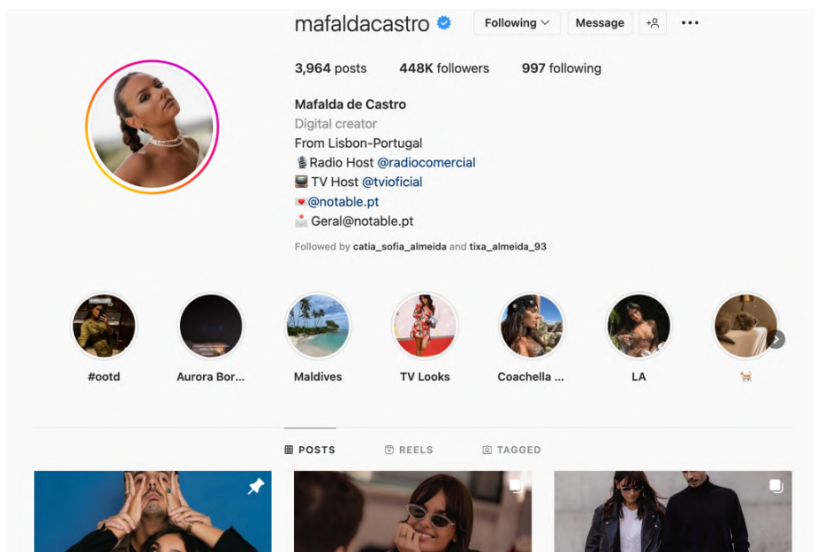 mafaldacastro Following Message
3,964 posts 448K followers 997 following
Mafalda de Castro
Digital creator
From Lisbon-Portugal
🎙️Radio Host @radiocomercial
📺 TV Host @tvioficial
💌@notable.pt
📩 Geral@notable.pt
Followed by catia_sofia_almeida and tixa_almeida_93
#ootd Aurora Bor... Maldives TV Looks Coachella ... LA 🐈
POSTS REELS TAGGED